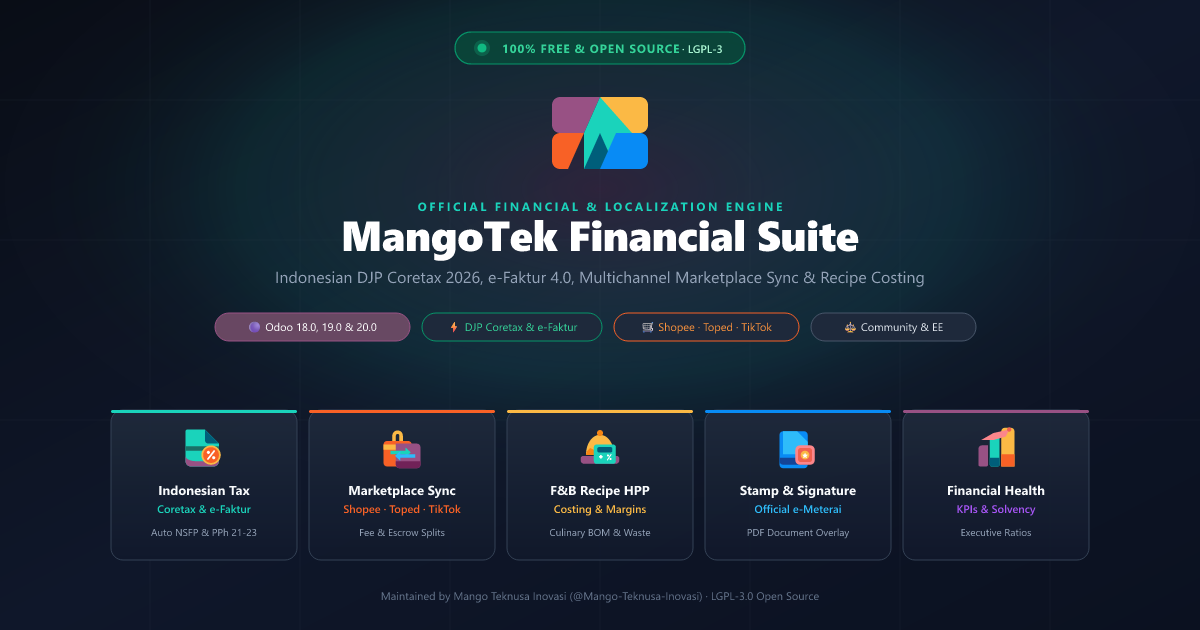 100% FREE & OPEN SOURCE · LGPL-3
OFFICIAL FINANCIAL & LOCALIZATION ENGINE
MangoTek Financial Suite
Indonesian DJP Coretax 2026, e-Faktur 4.0, Multichannel Marketplace Sync & Recipe Costing
Odoo 18.0, 19.0 & 20.0
DJP Coretax & e-Faktur
Shopee · Toped · TikTok
Community & EE
Indonesian Tax
Coretax & e-Faktur
Auto NSFP & PPh 21-23
Marketplace Sync
Shopee · Toped · TikTok
Fee & Escrow Splits
F&B Recipe HPP
Costing & Margins
Culinary BOM & Waste
Stamp & Signature
Official e-Meterai
PDF Document Overlay
Financial Health
KPIs & Solvency
Executive Ratios
Maintained by Mango Teknusa Inovasi (@Mango-Teknusa-Inovasi) · LGPL-3.0 Open Source